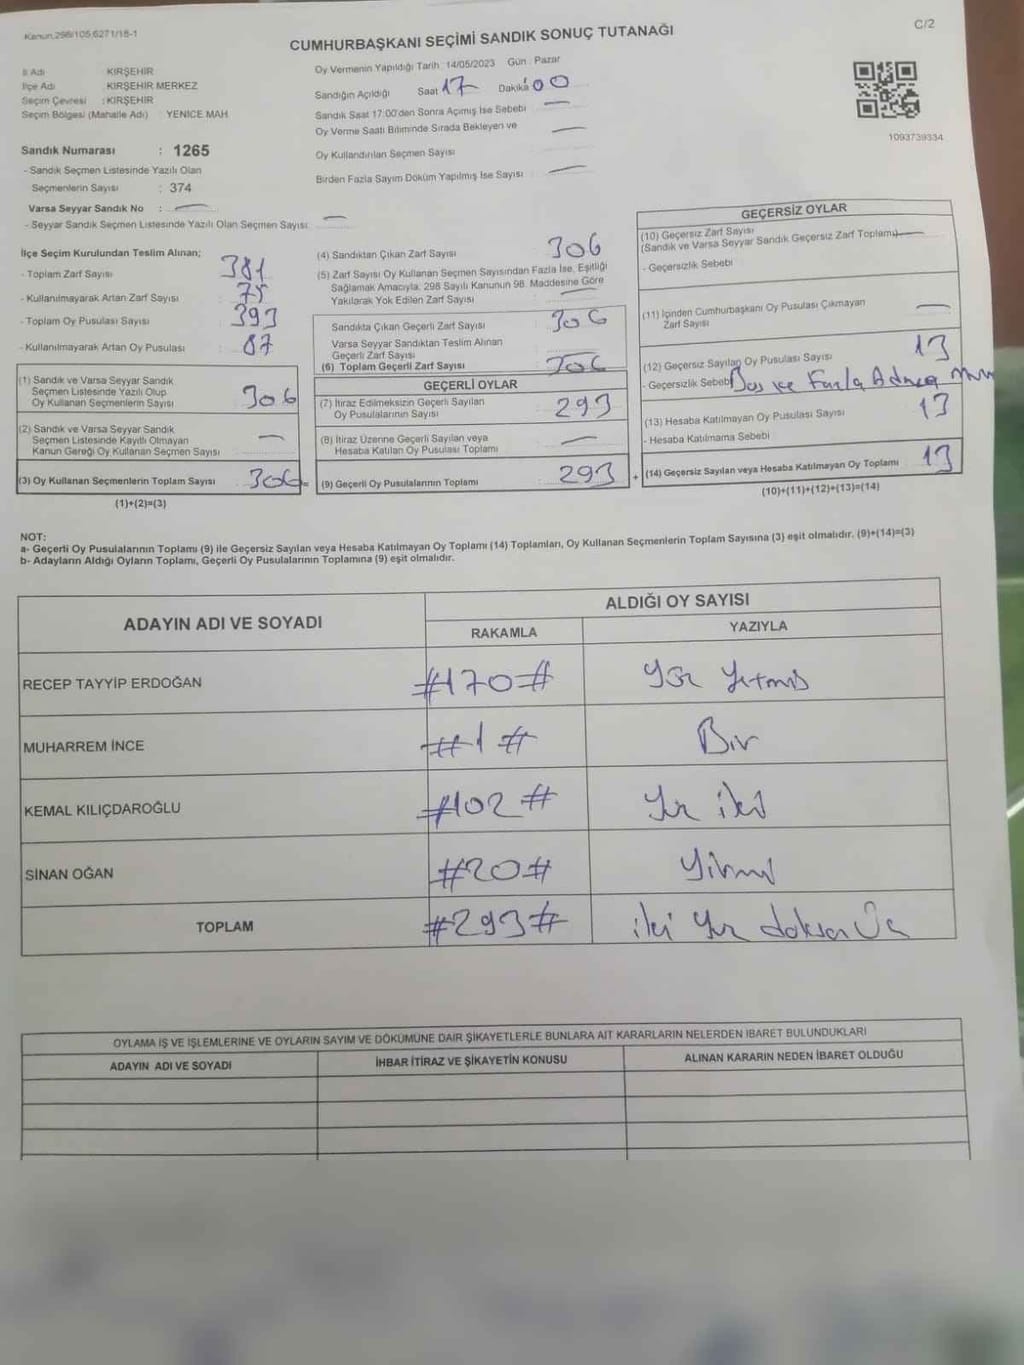 Kanun.298/105,6271/18-1
C/2
CUMHURBAŞKANI SEÇİMİ SANDIK SONUÇ TUTANAĞI
İl Adı KIRŞEHİR
İlçe Adı KIRŞEHİR MERKEZ
Seçim Çevresi : KIRŞEHİR
Seçim Bölgesi (Mahalle Adı) : YENICE MAH
Sandık Numarası : 1265
- Sandık Seçmen Listesinde Yazılı Olan
Seçmenlerin Sayısı : 374
Varsa Seyyar Sandık No : —
- Seyyar Sandık Seçmen Listesinde Yazılı Olan Seçmen Sayısı: —
Oy Vermenin Yapıldığı Tarih :14/05/2023 Gün : Pazar
Sandığın Açıldığı Saat 17 Dakika 00
Sandık Saat 17:00'den Sonra Açımış İse Sebebi —
Oy Verme Saati Bitiminde Sırada Bekleyen ve —
Oy Kullandırılan Seçmen Sayısı
Birden Fazla Sayım Döküm Yapılmış İse Sayısı —
1093739334
İlçe Seçim Kurulundan Teslim Alınan;
- Toplam Zarf Sayısı 381
- Kullanılmayarak Artan Zarf Sayısı 75
- Toplam Oy Pusulası Sayısı 393
- Kullanılmayarak Artan Oy Pusulası 87
(1) Sandık ve Varsa Seyyar Sandık
Seçmen Listesinde Yazılı Olup
Oy Kullanan Seçmenlerin Sayısı 306
(2) Sandık ve Varsa Seyyar Sandık
Seçmen Listesinde Kayıtlı Olmayan
Kanun Gereği Oy Kullanan Seçmen Sayısı —
(3) Oy Kullanan Seçmenlerin Toplam Sayısı 306
(1)+(2)=(3)
(4) Sandıktan Çıkan Zarf Sayısı 306
(5) Zarf Sayısı Oy Kullanan Seçmen Sayısından Fazla İse, Eşitliği
Sağlamak Amacıyla, 298 Sayılı Kanunun 98. Maddesine Göre
Yakılarak Yok Edilen Zarf Sayısı —
Sandıkta Çıkan Geçerli Zarf Sayısı 306
Varsa Seyyar Sandıktan Teslim Alınan
Geçerli Zarf Sayısı —
(6) Toplam Geçerli Zarf Sayısı 306
GEÇERLİ OYLAR
(7) İtiraz Edilmeksizin Geçerli Sayılan
Oy Pusulalarının Sayısı 293
(8) İtiraz Üzerine Geçerli Sayılan veya
Hesaba Katılan Oy Pusulası Toplamı —
= (9) Geçerli Oy Pusulalarının Toplamı : 293
GEÇERSİZ OYLAR
(10) Geçersiz Zarf Sayısı
(Sandık ve Varsa Seyyar Sandık Geçersiz Zarf Toplamı) —
- Geçersizlik Sebebi
(11) İçinden Cumhurbaşkanı Oy Pusulası Çıkmayan
Zarf Sayısı —
(12) Geçersiz Sayılan Oy Pusulası Sayısı 13
- Geçersizlik Sebebi Boş ve Fazla
(13) Hesaba Katılmayan Oy Pusulası Sayısı 13
- Hesaba Katılmama Sebebi
+ (14) Geçersiz Sayılan veya Hesaba Katılmayan Oy Toplamı 13
(10)+(11)+(12)+(13)=(14)
NOT:
a- Geçerli Oy Pusulalarının Toplamı (9) ile Geçersiz Sayılan veya Hesaba Katılmayan Oy Toplamı (14) Toplamları, Oy Kullanan Seçmenlerin Toplam Sayısına (3) eşit olmalıdır. (9)+(14)=(3)
b- Adayların Aldığı Oyların Toplamı, Geçerli Oy Pusulalarının Toplamına (9) eşit olmalıdır.
ADAYIN ADI VE SOYADI
ALDIĞI OY SAYISI
RAKAMLA YAZIYLA
RECEP TAYYİP ERDOĞAN #170# Yüz Yetmiş
MUHARREM İNCE #1# Bir
KEMAL KILIÇDAROĞLU #102# Yüz iki
SİNAN OĞAN #20# Yirmi
TOPLAM #293# iki Yüz doksan Üç
OYLAMA İŞ VE İŞLEMLERİNE VE OYLARIN SAYIM VE DÖKÜMÜNE DAİR ŞİKAYETLERLE BUNLARA AİT KARARLARIN NELERDEN İBARET BULUNDUKLARI
ADAYIN ADI VE SOYADI İHBAR İTİRAZ VE ŞİKAYETİN KONUSU ALINAN KARARIN NEDEN İBARET OLDUĞU